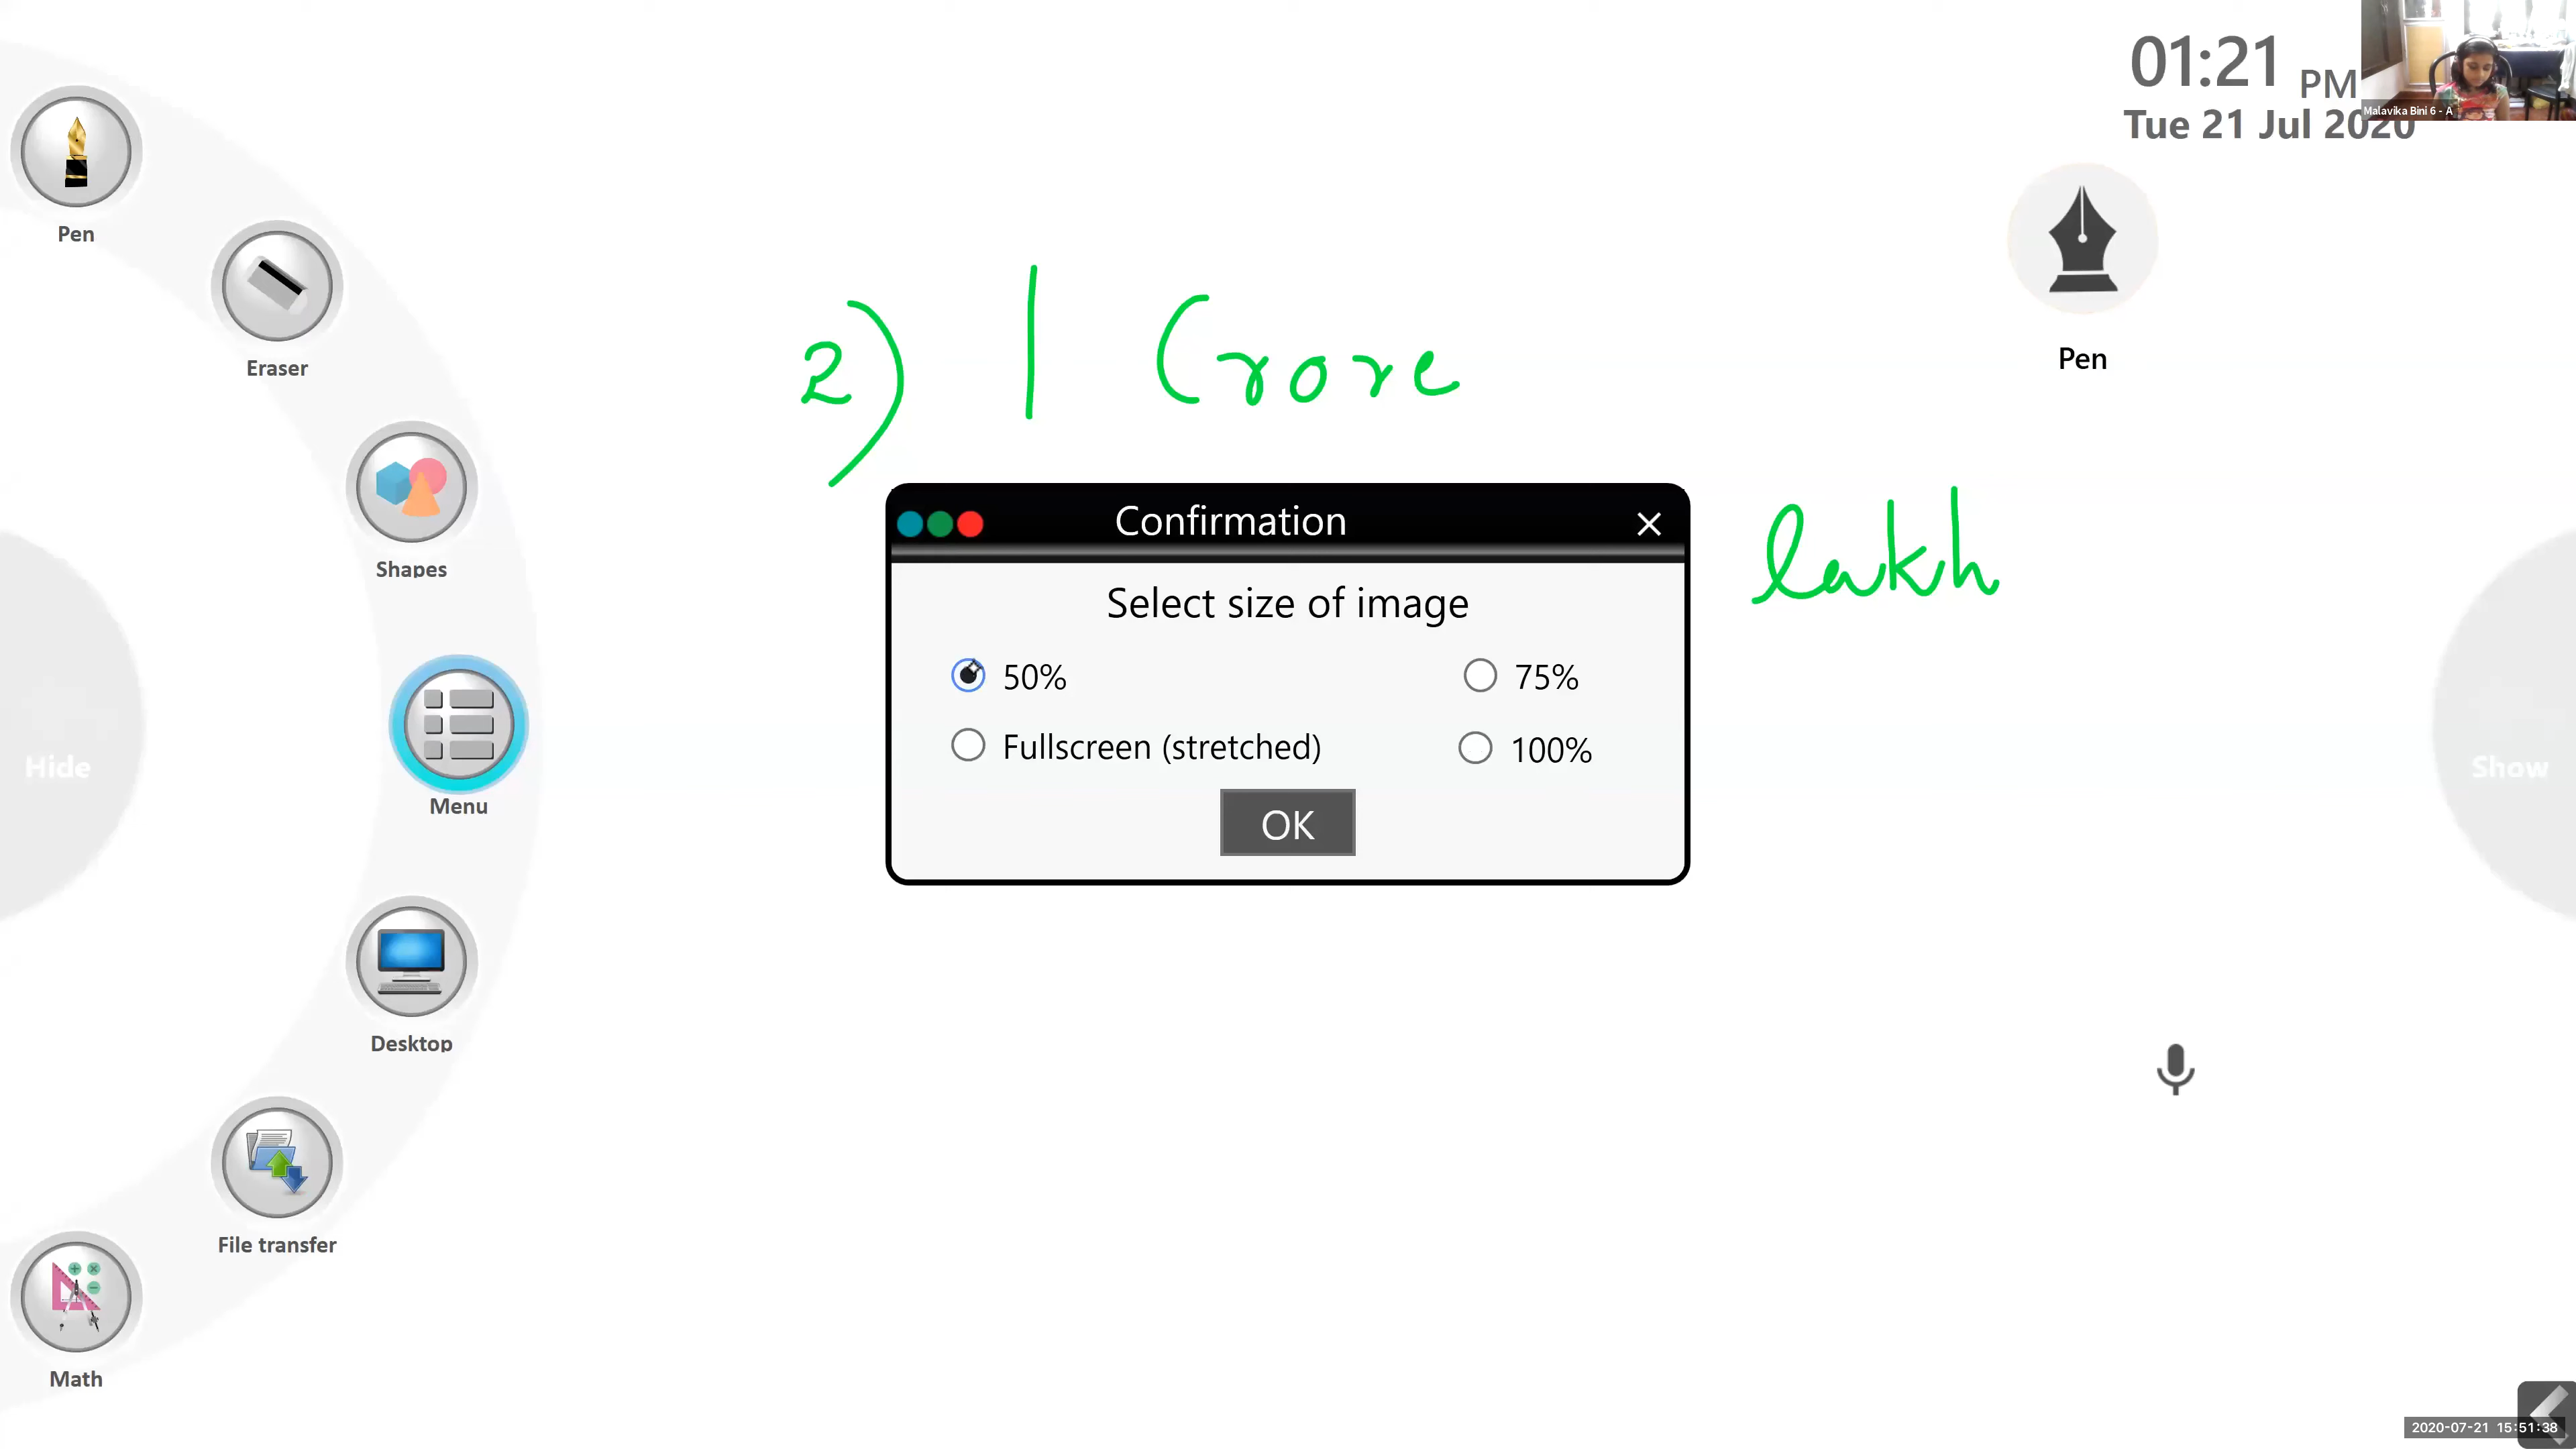 01:21 PM
Tue 21 Jul 2020
Malavika Bini 6 - A
Pen
Eraser
Shapes
Menu
Desktop
File transfer
Math
Hide
2) 1 Crore
lakh
Confirmation
Select size of image
50%
75%
Fullscreen (stretched)
100%
OK
Pen
Show
2020-07-21 15:51:38